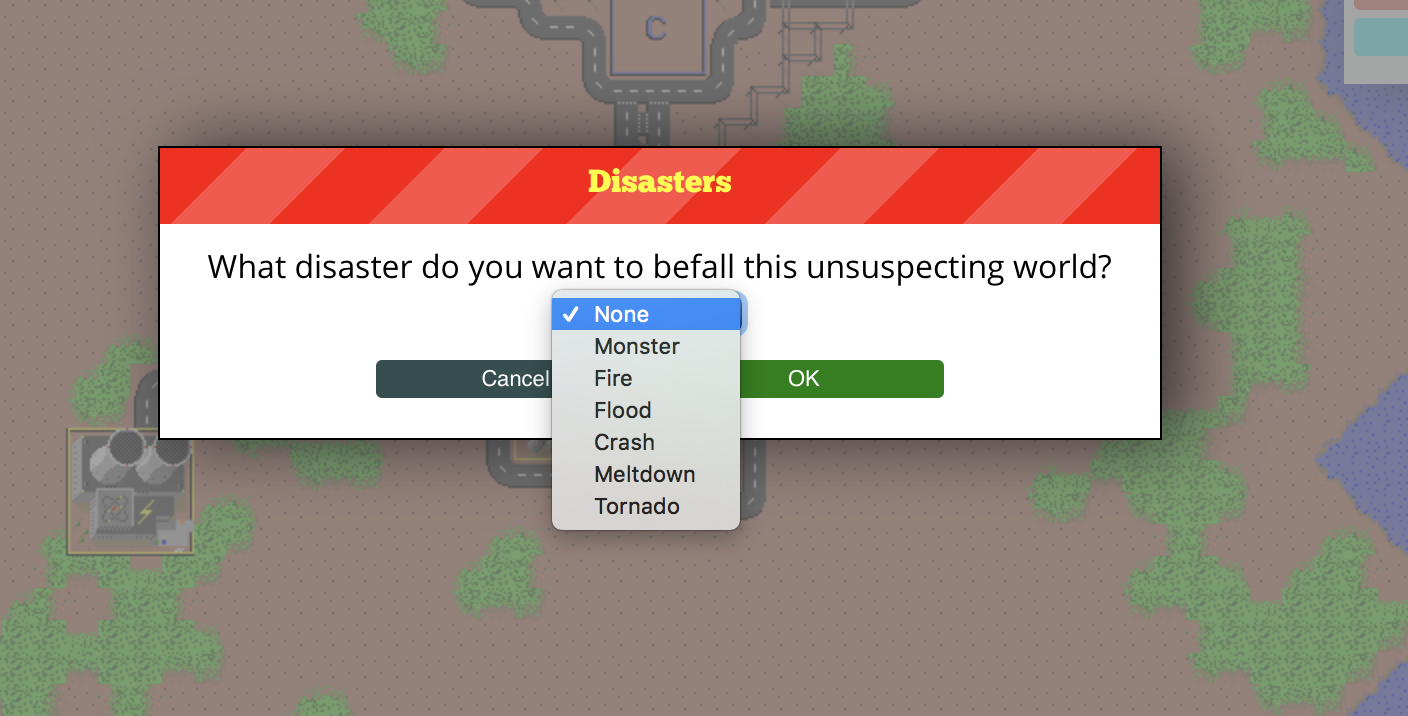 C
Disasters
What disaster do you want to befall this unsuspecting world?
✓ None
Monster
Fire
Flood
Crash
Meltdown
Tornado
Cancel
OK